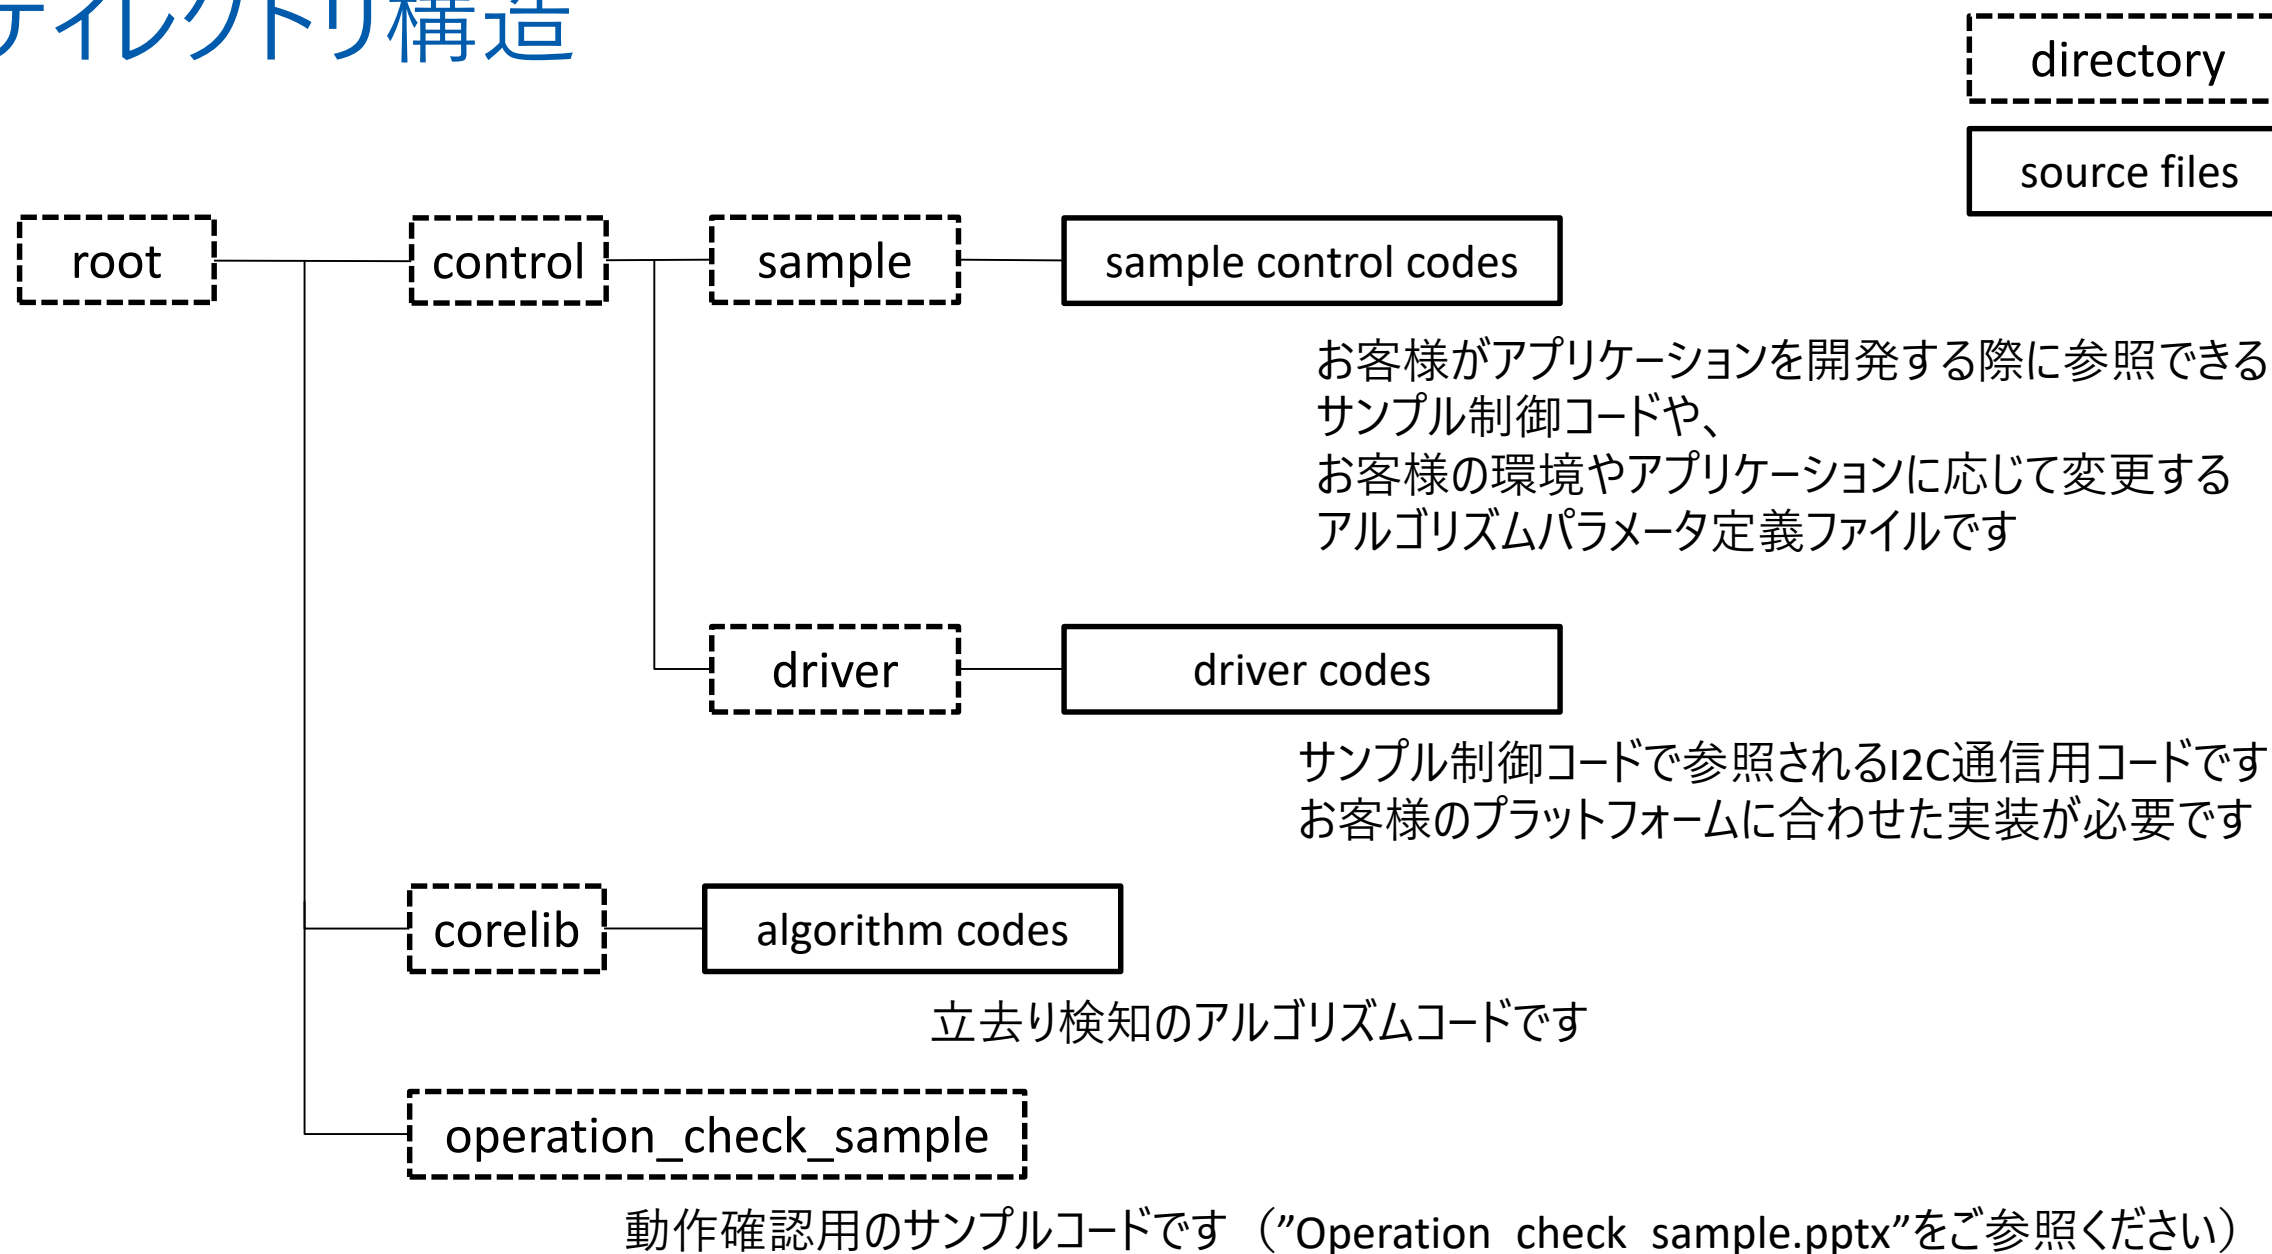 ディレクトリ構造
directory
source files
root
control
sample
sample control codes
お客様がアプリケーションを開発する際に参照できる
サンプル制御コードや、
お客様の環境やアプリケーションに応じて変更する
アルゴリズムパラメータ定義ファイルです
driver
driver codes
サンプル制御コードで参照されるI2C通信用コードです
お客様のプラットフォームに合わせた実装が必要です
corelib
algorithm codes
立去り検知のアルゴリズムコードです
operation_check_sample
動作確認用のサンプルコードです（”Operation_check_sample.pptx”をご参照ください）